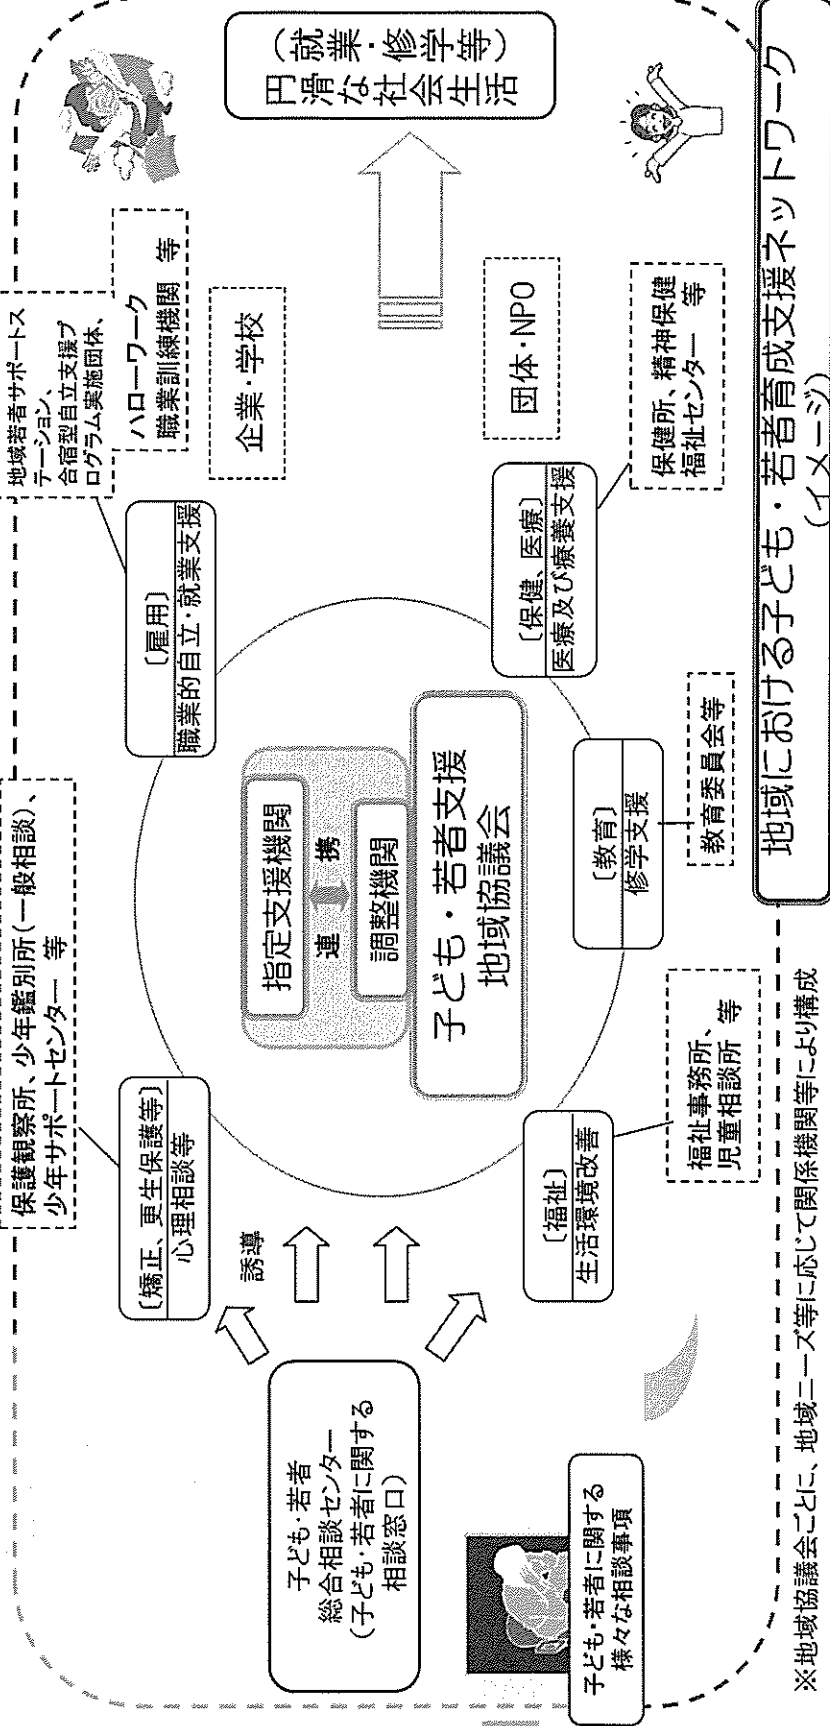 地域における子ども・若者育成支援ネットワーク
(イメージ)
子ども・若者に関する
様々な相談事項
子ども・若者
総合相談センター
(子ども・若者に関する
相談窓口)
誘導
保護観察所、少年鑑別所(一般相談)、
少年サポートセンター 等
〔矯正、更生保護等〕
心理相談等
〔福祉〕
生活環境改善
福祉事務所、
児童相談所 等
指定支援機関
連 携
調整機関
子ども・若者支援
地域協議会
〔教育〕
修学支援
教育委員会等
〔雇用〕
職業的自立・就業支援
地域若者サポートス
テーション、
合宿型自立支援プ
ログラム実施団体、
ハローワーク
職業訓練機関 等
〔保健、医療〕
医療及び療養支援
保健所、精神保健
福祉センター 等
企業・学校
団体・NPO
(就業・修学等)
円滑な社会生活
※地域協議会ごとに、地域ニーズ等に応じて関係機関等により構成